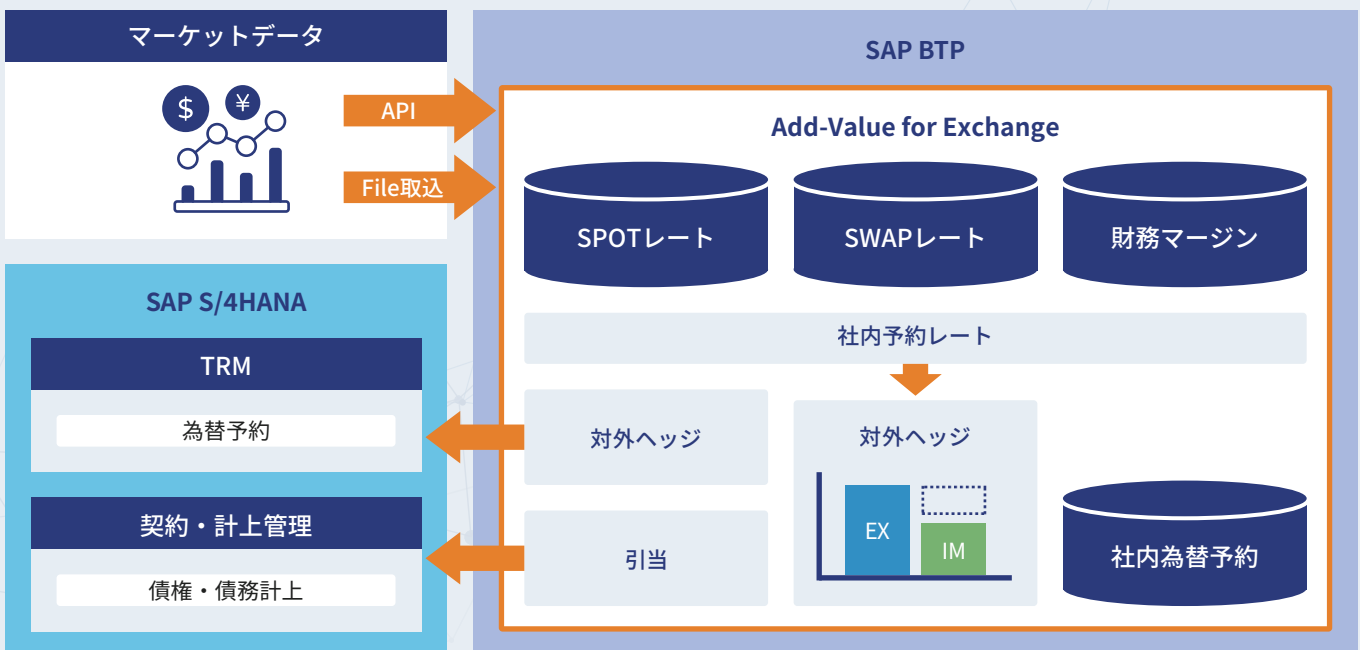 マーケットデータ
$
¥
API
File取込
SAP S/4HANA
TRM
為替予約
契約・計上管理
債権・債務計上
SAP BTP
Add-Value for Exchange
SPOTレート
SWAPレート
財務マージン
社内予約レート
対外ヘッジ
引当
対外ヘッジ
EX
IM
社内為替予約